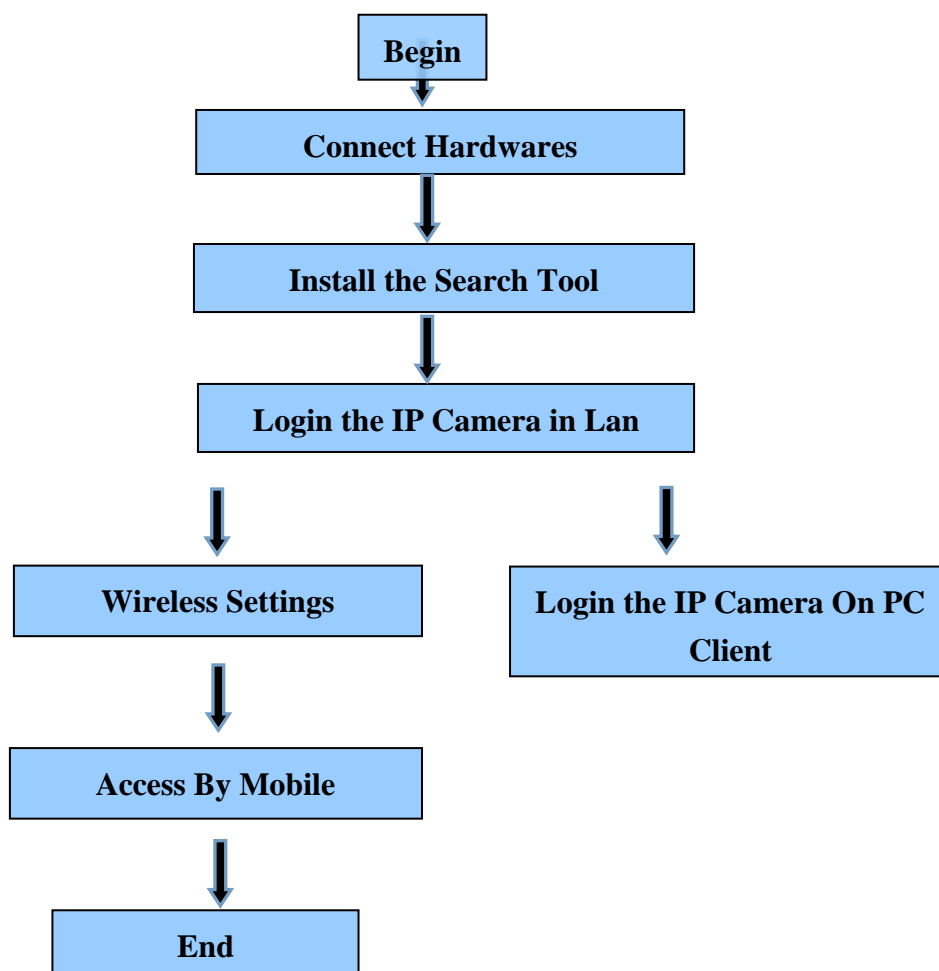 Begin
Connect Hardwares
Install the Search Tool
Login the IP Camera in Lan
Wireless Settings
Login the IP Camera On PC
Client
Access By Mobile
End